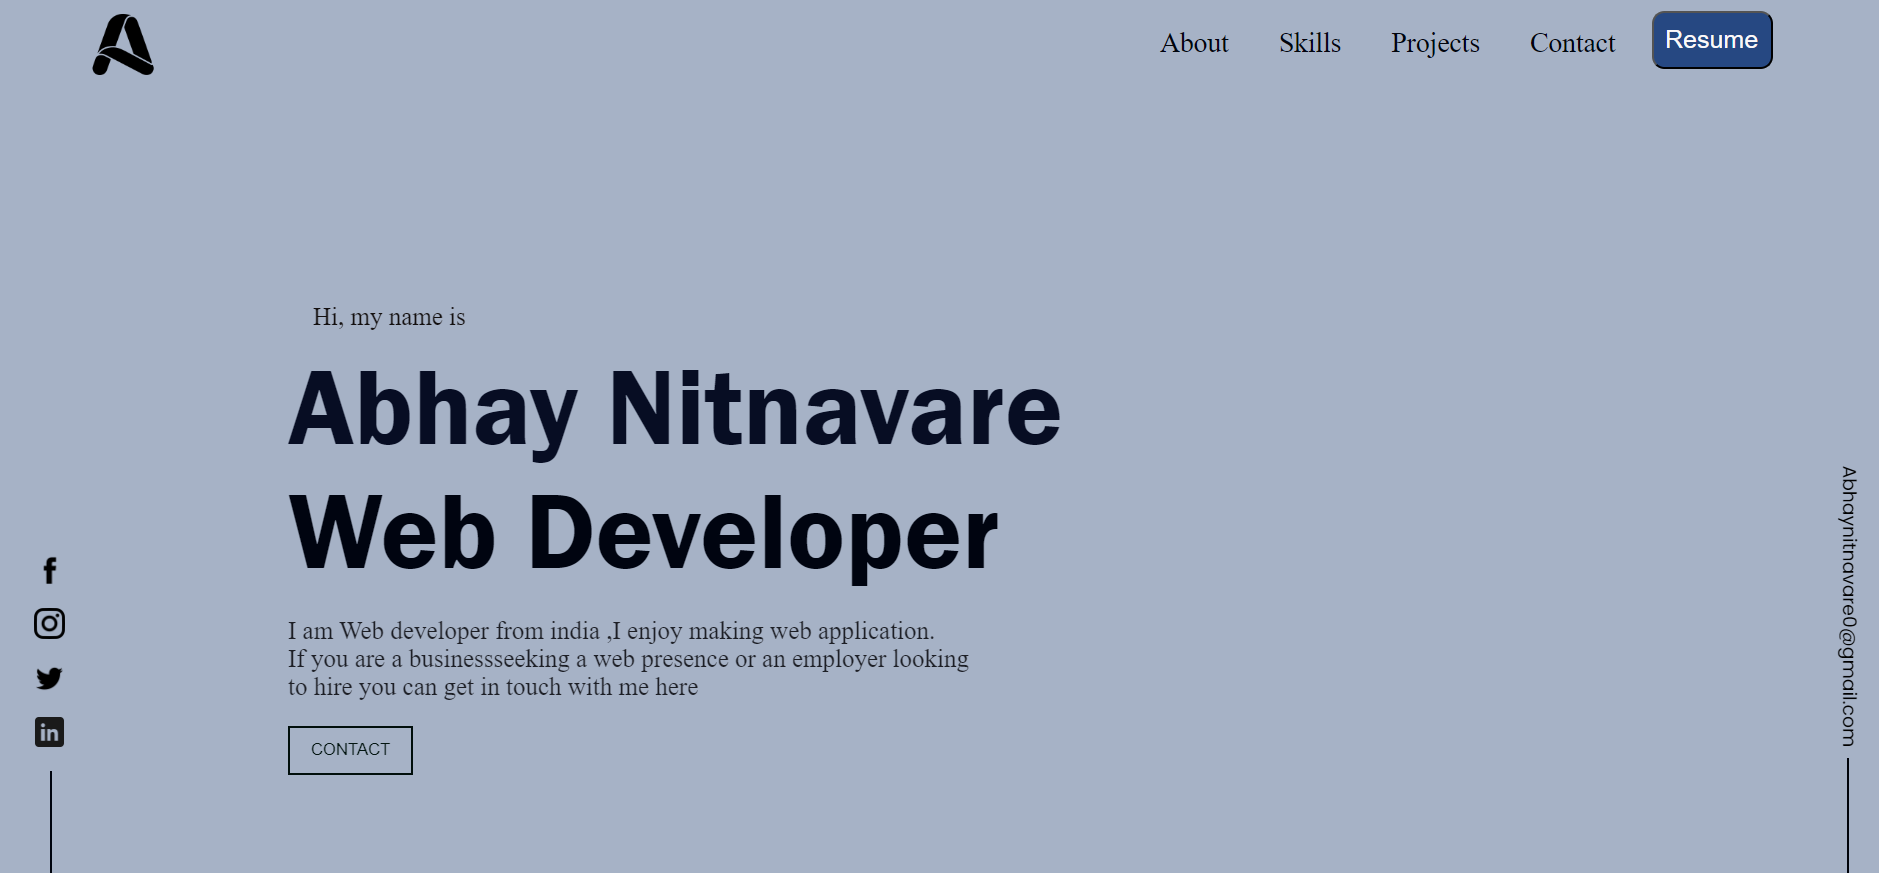 About Skills Projects Contact Resume
Hi, my name is
Abhay Nitnavare
Web Developer
I am Web developer from india ,I enjoy making web application.
If you are a businessseeking a web presence or an employer looking
to hire you can get in touch with me here
CONTACT
Abhaynitnavare0@gmail.com